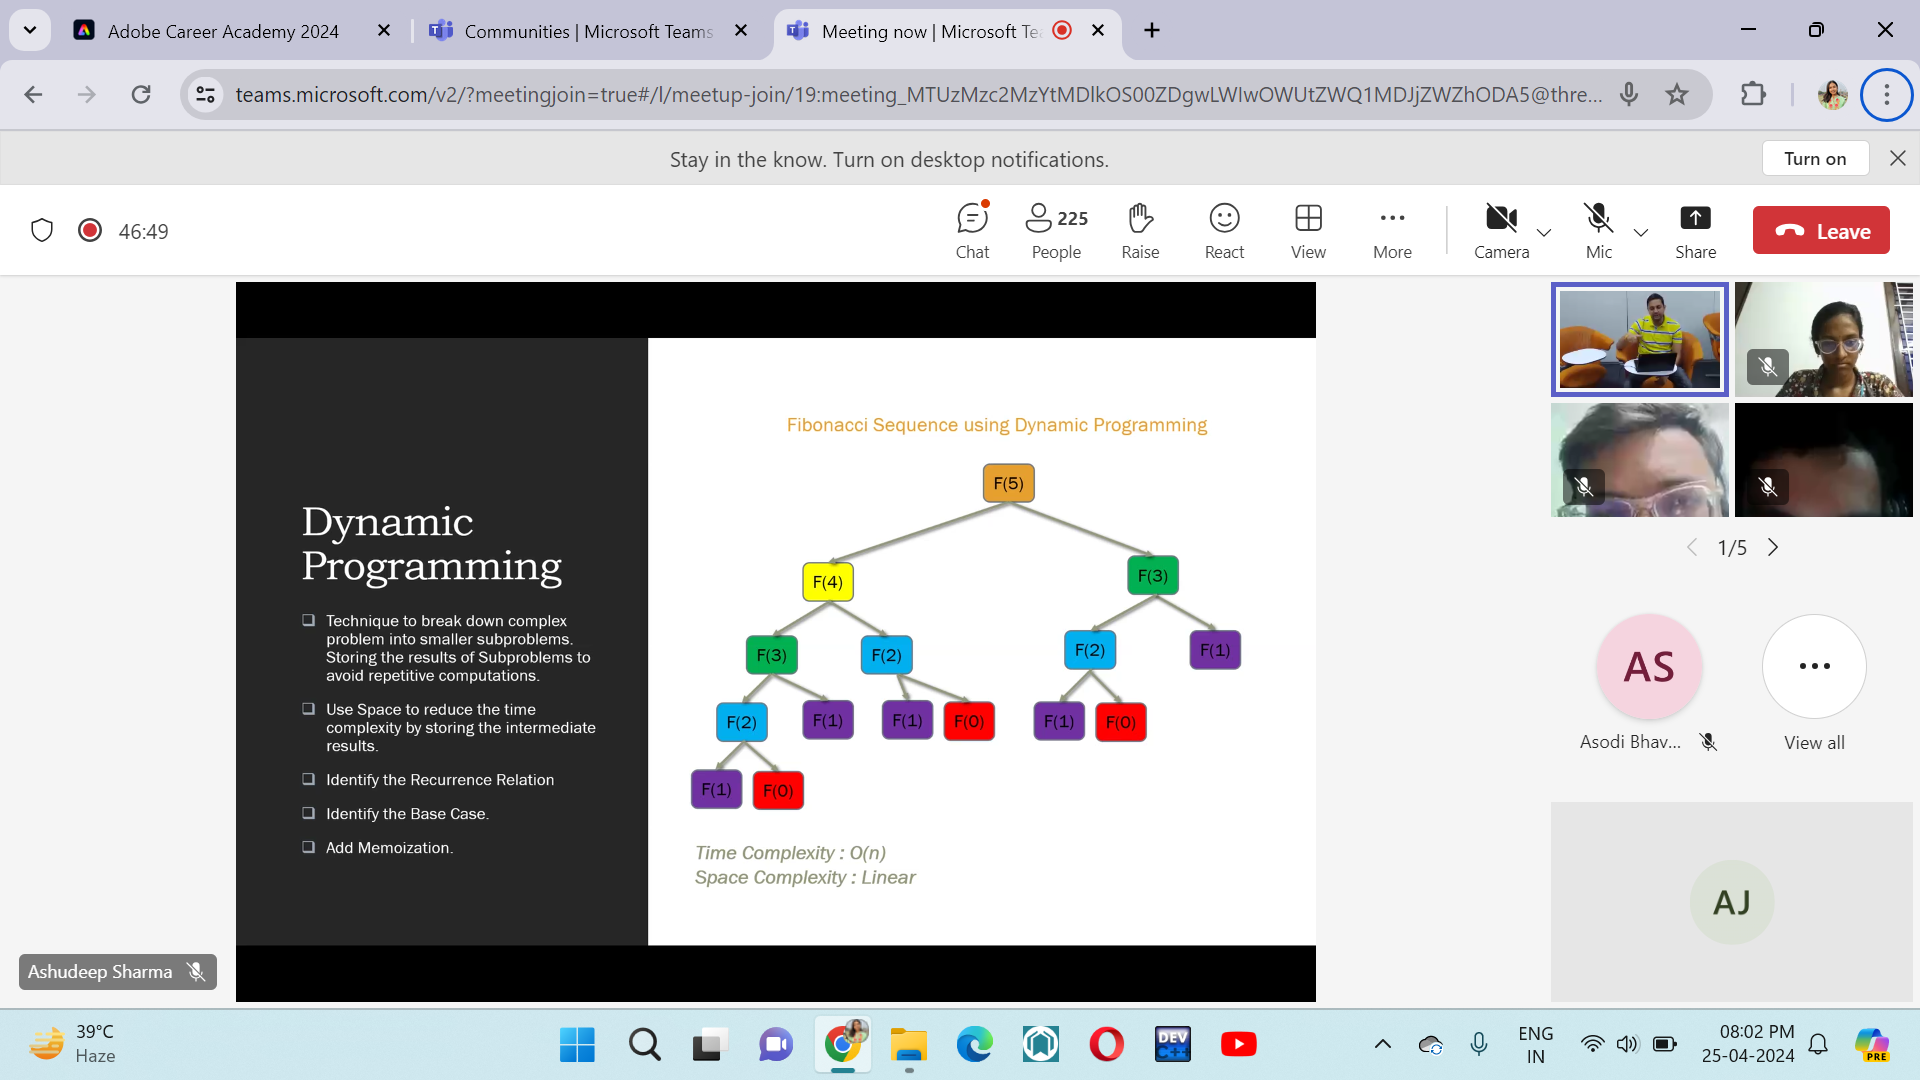 Adobe Career Academy 2024
Communities | Microsoft Teams
Meeting now | Microsoft Te
teams.microsoft.com/v2/?meetingjoin=true#/l/meetup-join/19:meeting_MTUzMzc2MzYtMDlkOS00ZDgwLWIwOWUtZWQ1MDJjZWZhODA5@thre...
Stay in the know. Turn on desktop notifications.
Turn on
46:49
Chat
225
People
Raise
React
View
More
Camera
Mic
Share
Leave
Dynamic
Programming
Technique to break down complex
problem into smaller subproblems.
Storing the results of Subproblems to
avoid repetitive computations.
Use Space to reduce the time
complexity by storing the intermediate
results.
Identify the Recurrence Relation
Identify the Base Case.
Add Memoization.
Fibonacci Sequence using Dynamic Programming
F(5)
F(4) F(3)
F(3) F(2) F(2) F(1)
F(2) F(1) F(1) F(0) F(1) F(0)
F(1) F(0)
Time Complexity : O(n)
Space Complexity : Linear
1/5
AS
Asodi Bhav...
View all
AJ
Ashudeep Sharma
39°C
Haze
DEV
C++
ENG
IN
08:02 PM
25-04-2024
PRE